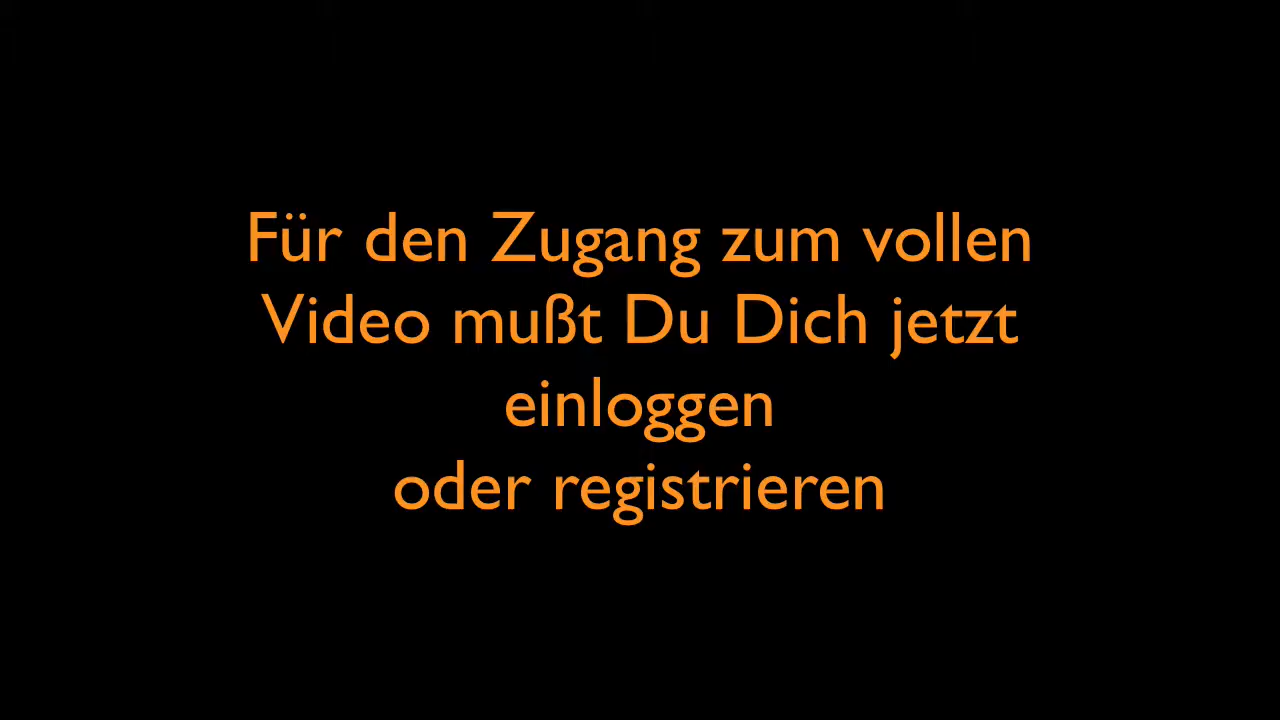 Für den Zugang zum vollen
Video mußt Du Dich jetzt
einloggen
oder registrieren